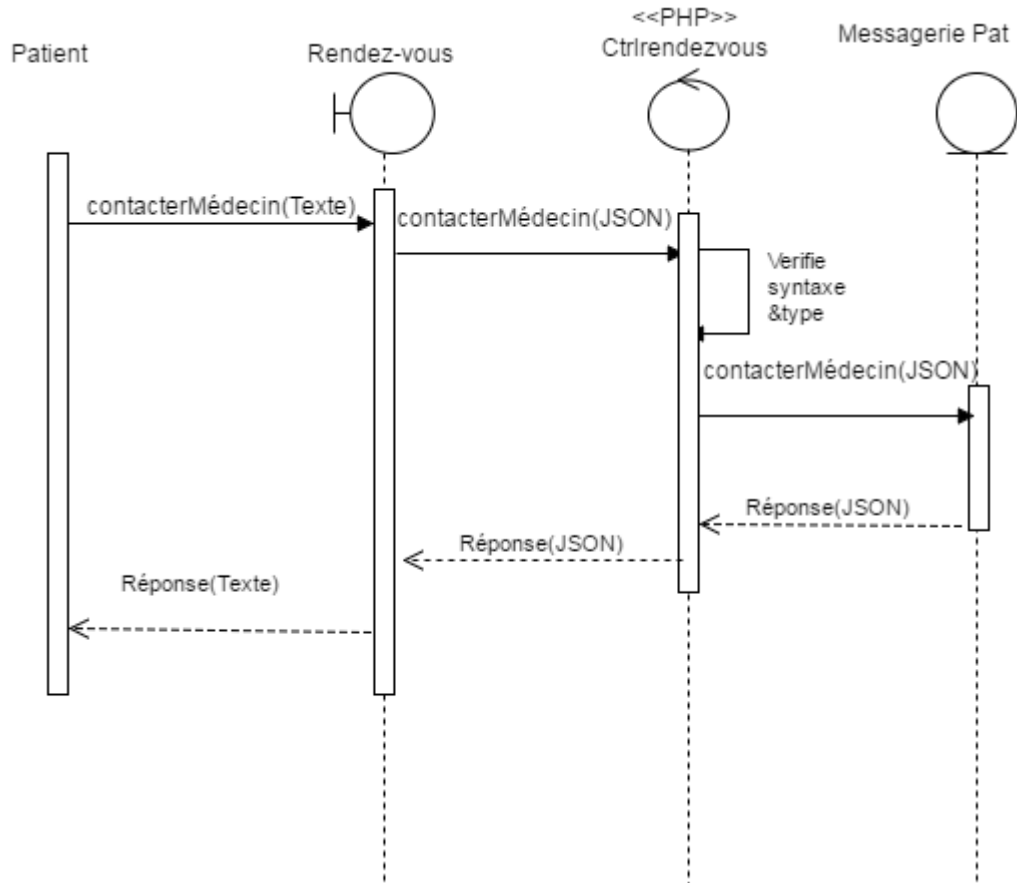 <<PHP>>
Patient
Rendez-vous
Ctrlrendezvous
Messagerie Pat
contacterMédecin(Texte)
contacterMédecin(JSON)
Verifie
syntaxe
&type
contacterMédecin(JSON)
Réponse(JSON)
Réponse(JSON)
Réponse(Texte)